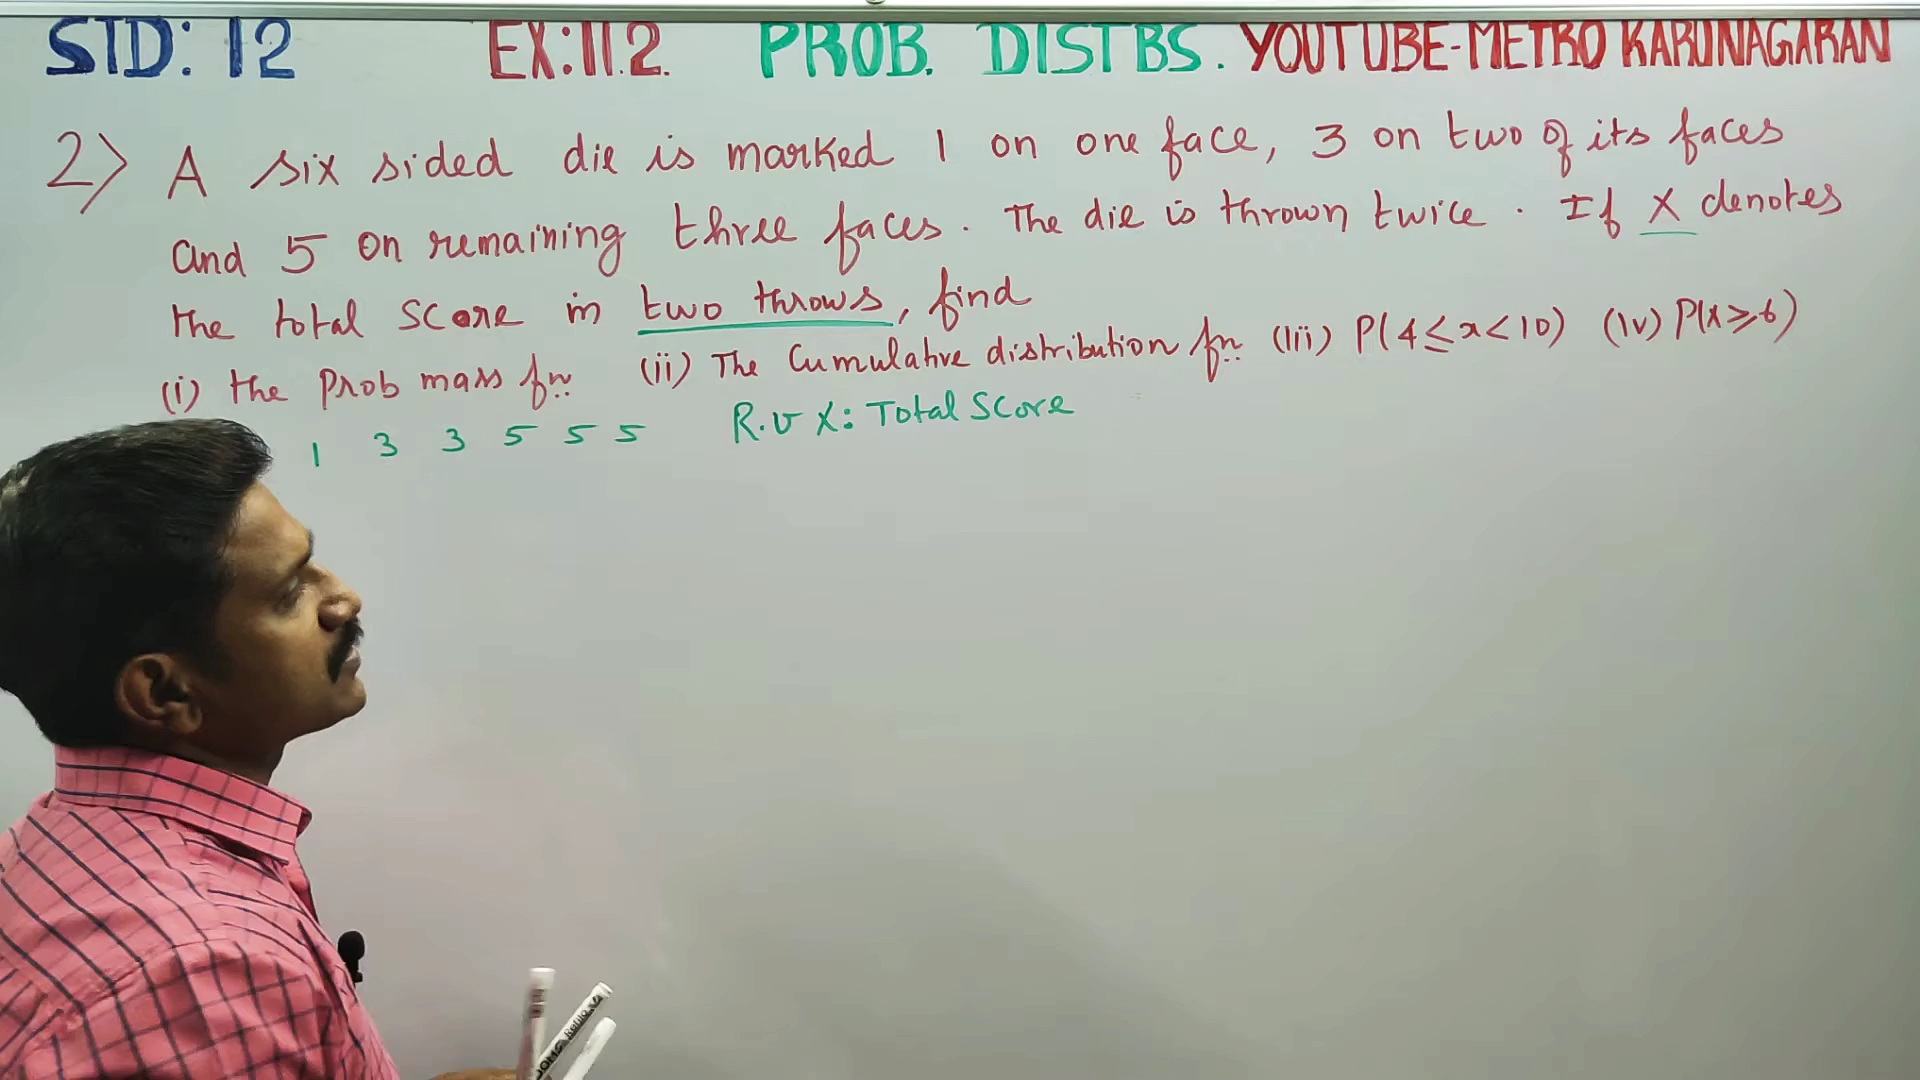 STD: 12 EX:11.2. PROB. DISTBS. YOUTUBE-METRO KARUNAGARAN
2) A six sided die is marked 1 on one face, 3 on two of its faces
and 5 on remaining three faces. The die is thrown twice. If X denotes
the total score in two throws, find
(i) the Prob mass fn (ii) The Cumulative distribution fn (iii) P(4≤x<10) (iv) P(X≥6)
1 3 3 5 5 5 R.v X: Total Score